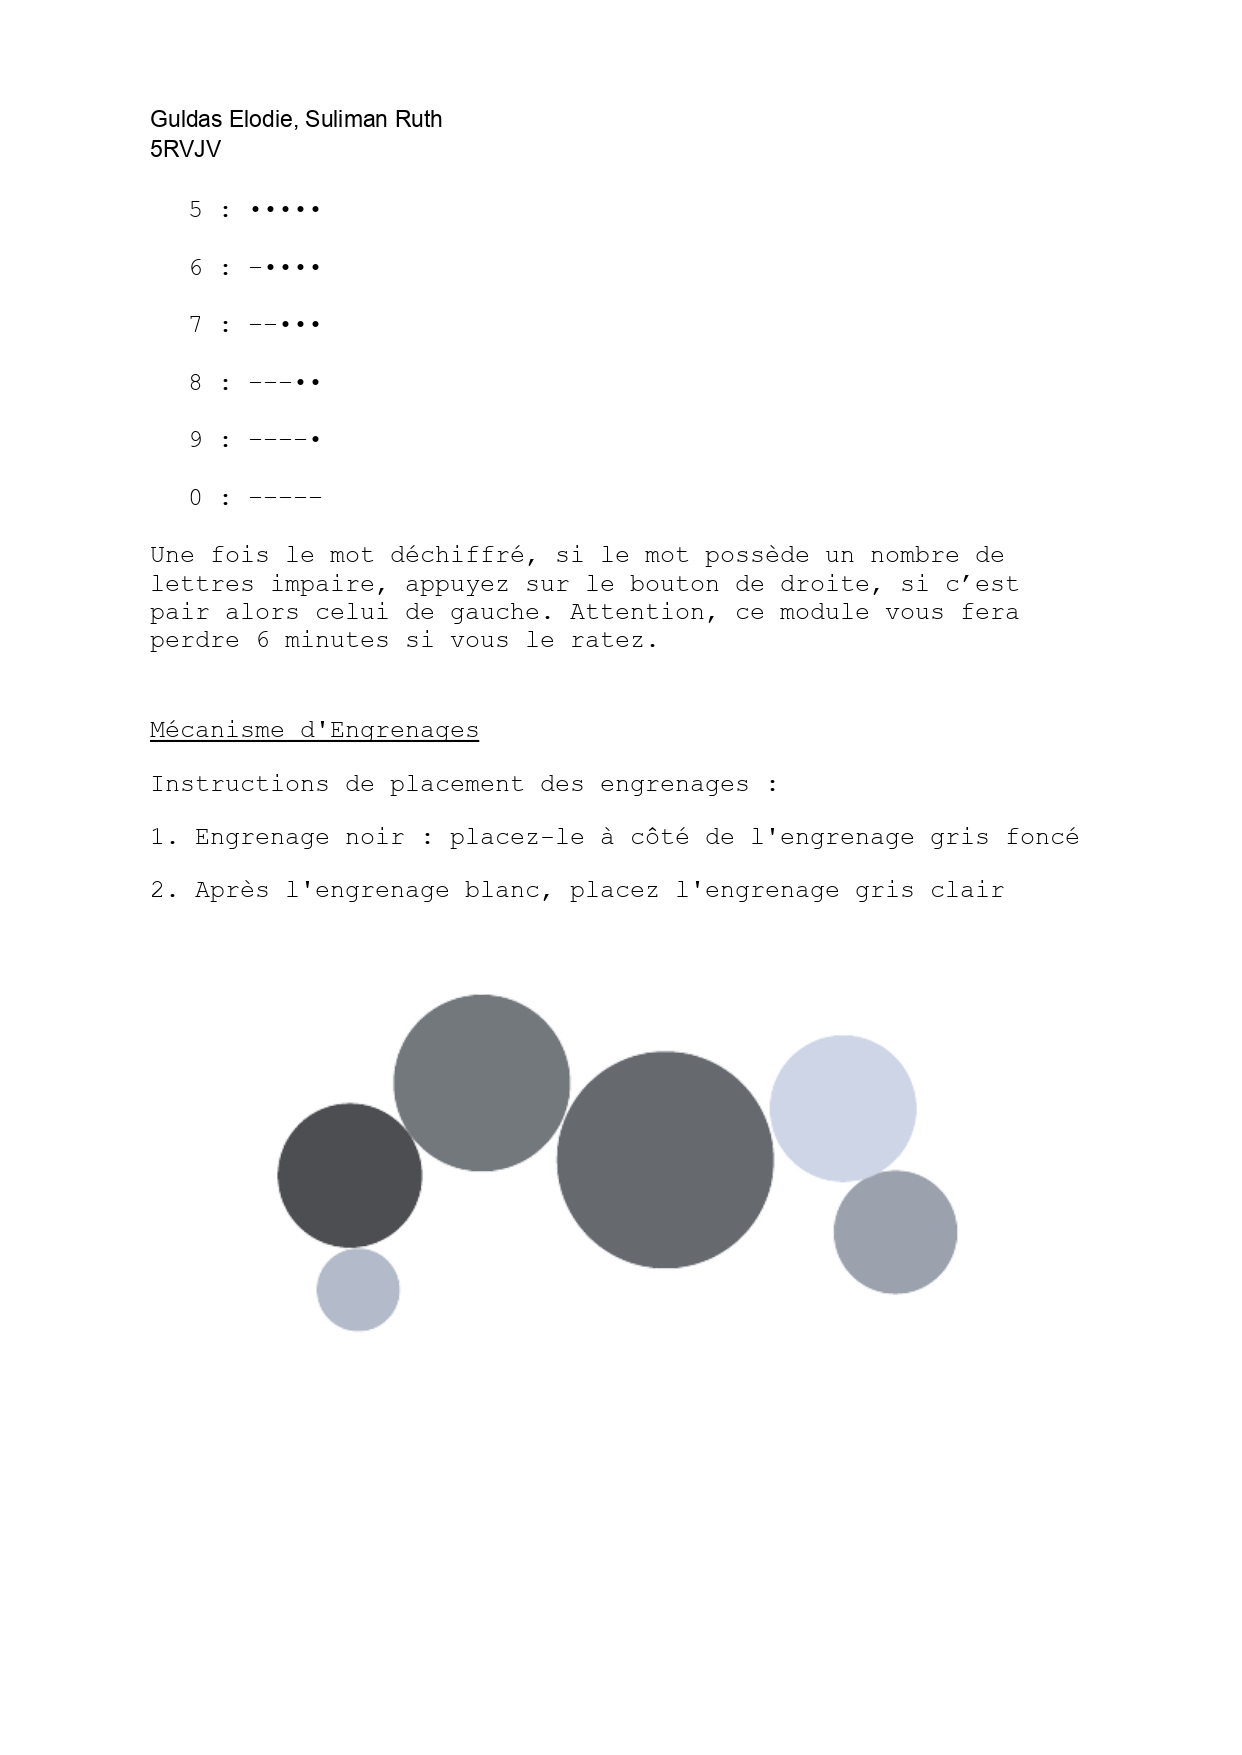 Guldas Elodie, Suliman Ruth
5RVJV
5 : •••••
6 : -••••
7 : --•••
8 : ---••
9 : ----•
0 : -----
Une fois le mot déchiffré, si le mot possède un nombre de
lettres impaire, appuyez sur le bouton de droite, si c’est
pair alors celui de gauche. Attention, ce module vous fera
perdre 6 minutes si vous le ratez.
Mécanisme d'Engrenages
Instructions de placement des engrenages :
1. Engrenage noir : placez-le à côté de l'engrenage gris foncé
2. Après l'engrenage blanc, placez l'engrenage gris clair